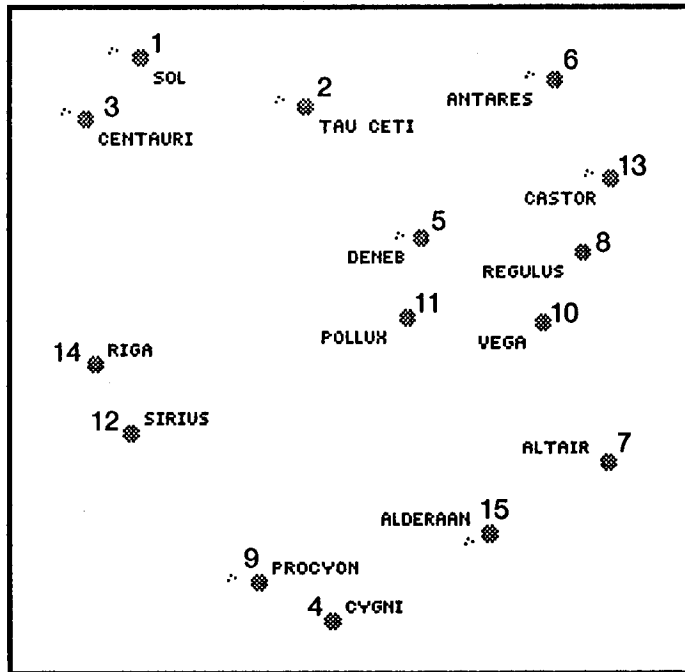 1
SOL
6
ANTARES
2
TAU CETI
3
CENTAURI
13
CASTOR
5
DENEB
8
REGULUS
11
POLLUX
10
VEGA
14 RIGA
12 SIRIUS
7
ALTAIR
15
ALDERAAN
9 PROCYON
4 CYGNI